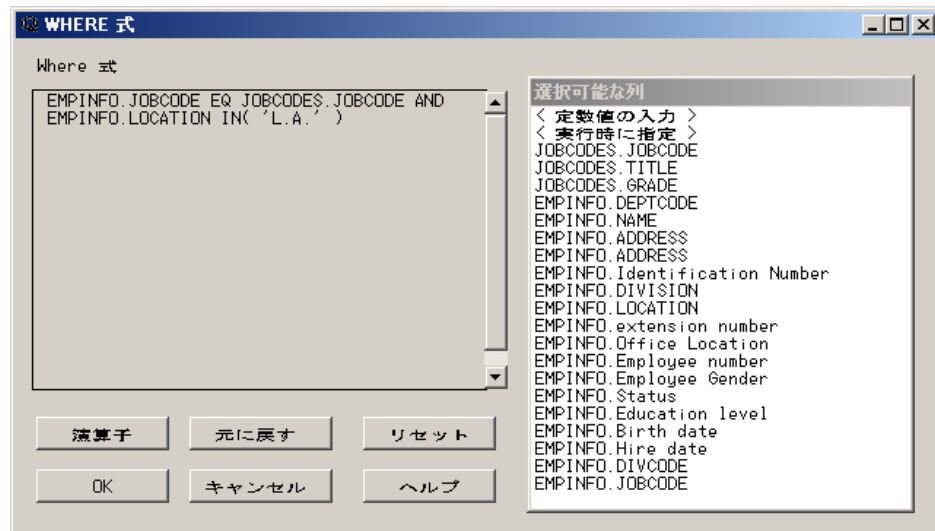 WHERE 式
Where 式
EMPINFO.JOBCODE EQ JOBCODES.JOBCODE AND
EMPINFO.LOCATION IN( 'L.A.' )
選択可能な列
< 定数値の入力 >
< 実行時に指定 >
JOBCODES.JOBCODE
JOBCODES.TITLE
JOBCODES.GRADE
EMPINFO.DEPTCODE
EMPINFO.NAME
EMPINFO.ADDRESS
EMPINFO.ADDRESS
EMPINFO.Identification Number
EMPINFO.DIVISION
EMPINFO.LOCATION
EMPINFO.extension number
EMPINFO.Office Location
EMPINFO.Employee number
EMPINFO.Employee Gender
EMPINFO.Status
EMPINFO.Education level
EMPINFO.Birth date
EMPINFO.Hire date
EMPINFO.DIVCODE
EMPINFO.JOBCODE
演算子
元に戻す
リセット
OK
キャンセル
ヘルプ